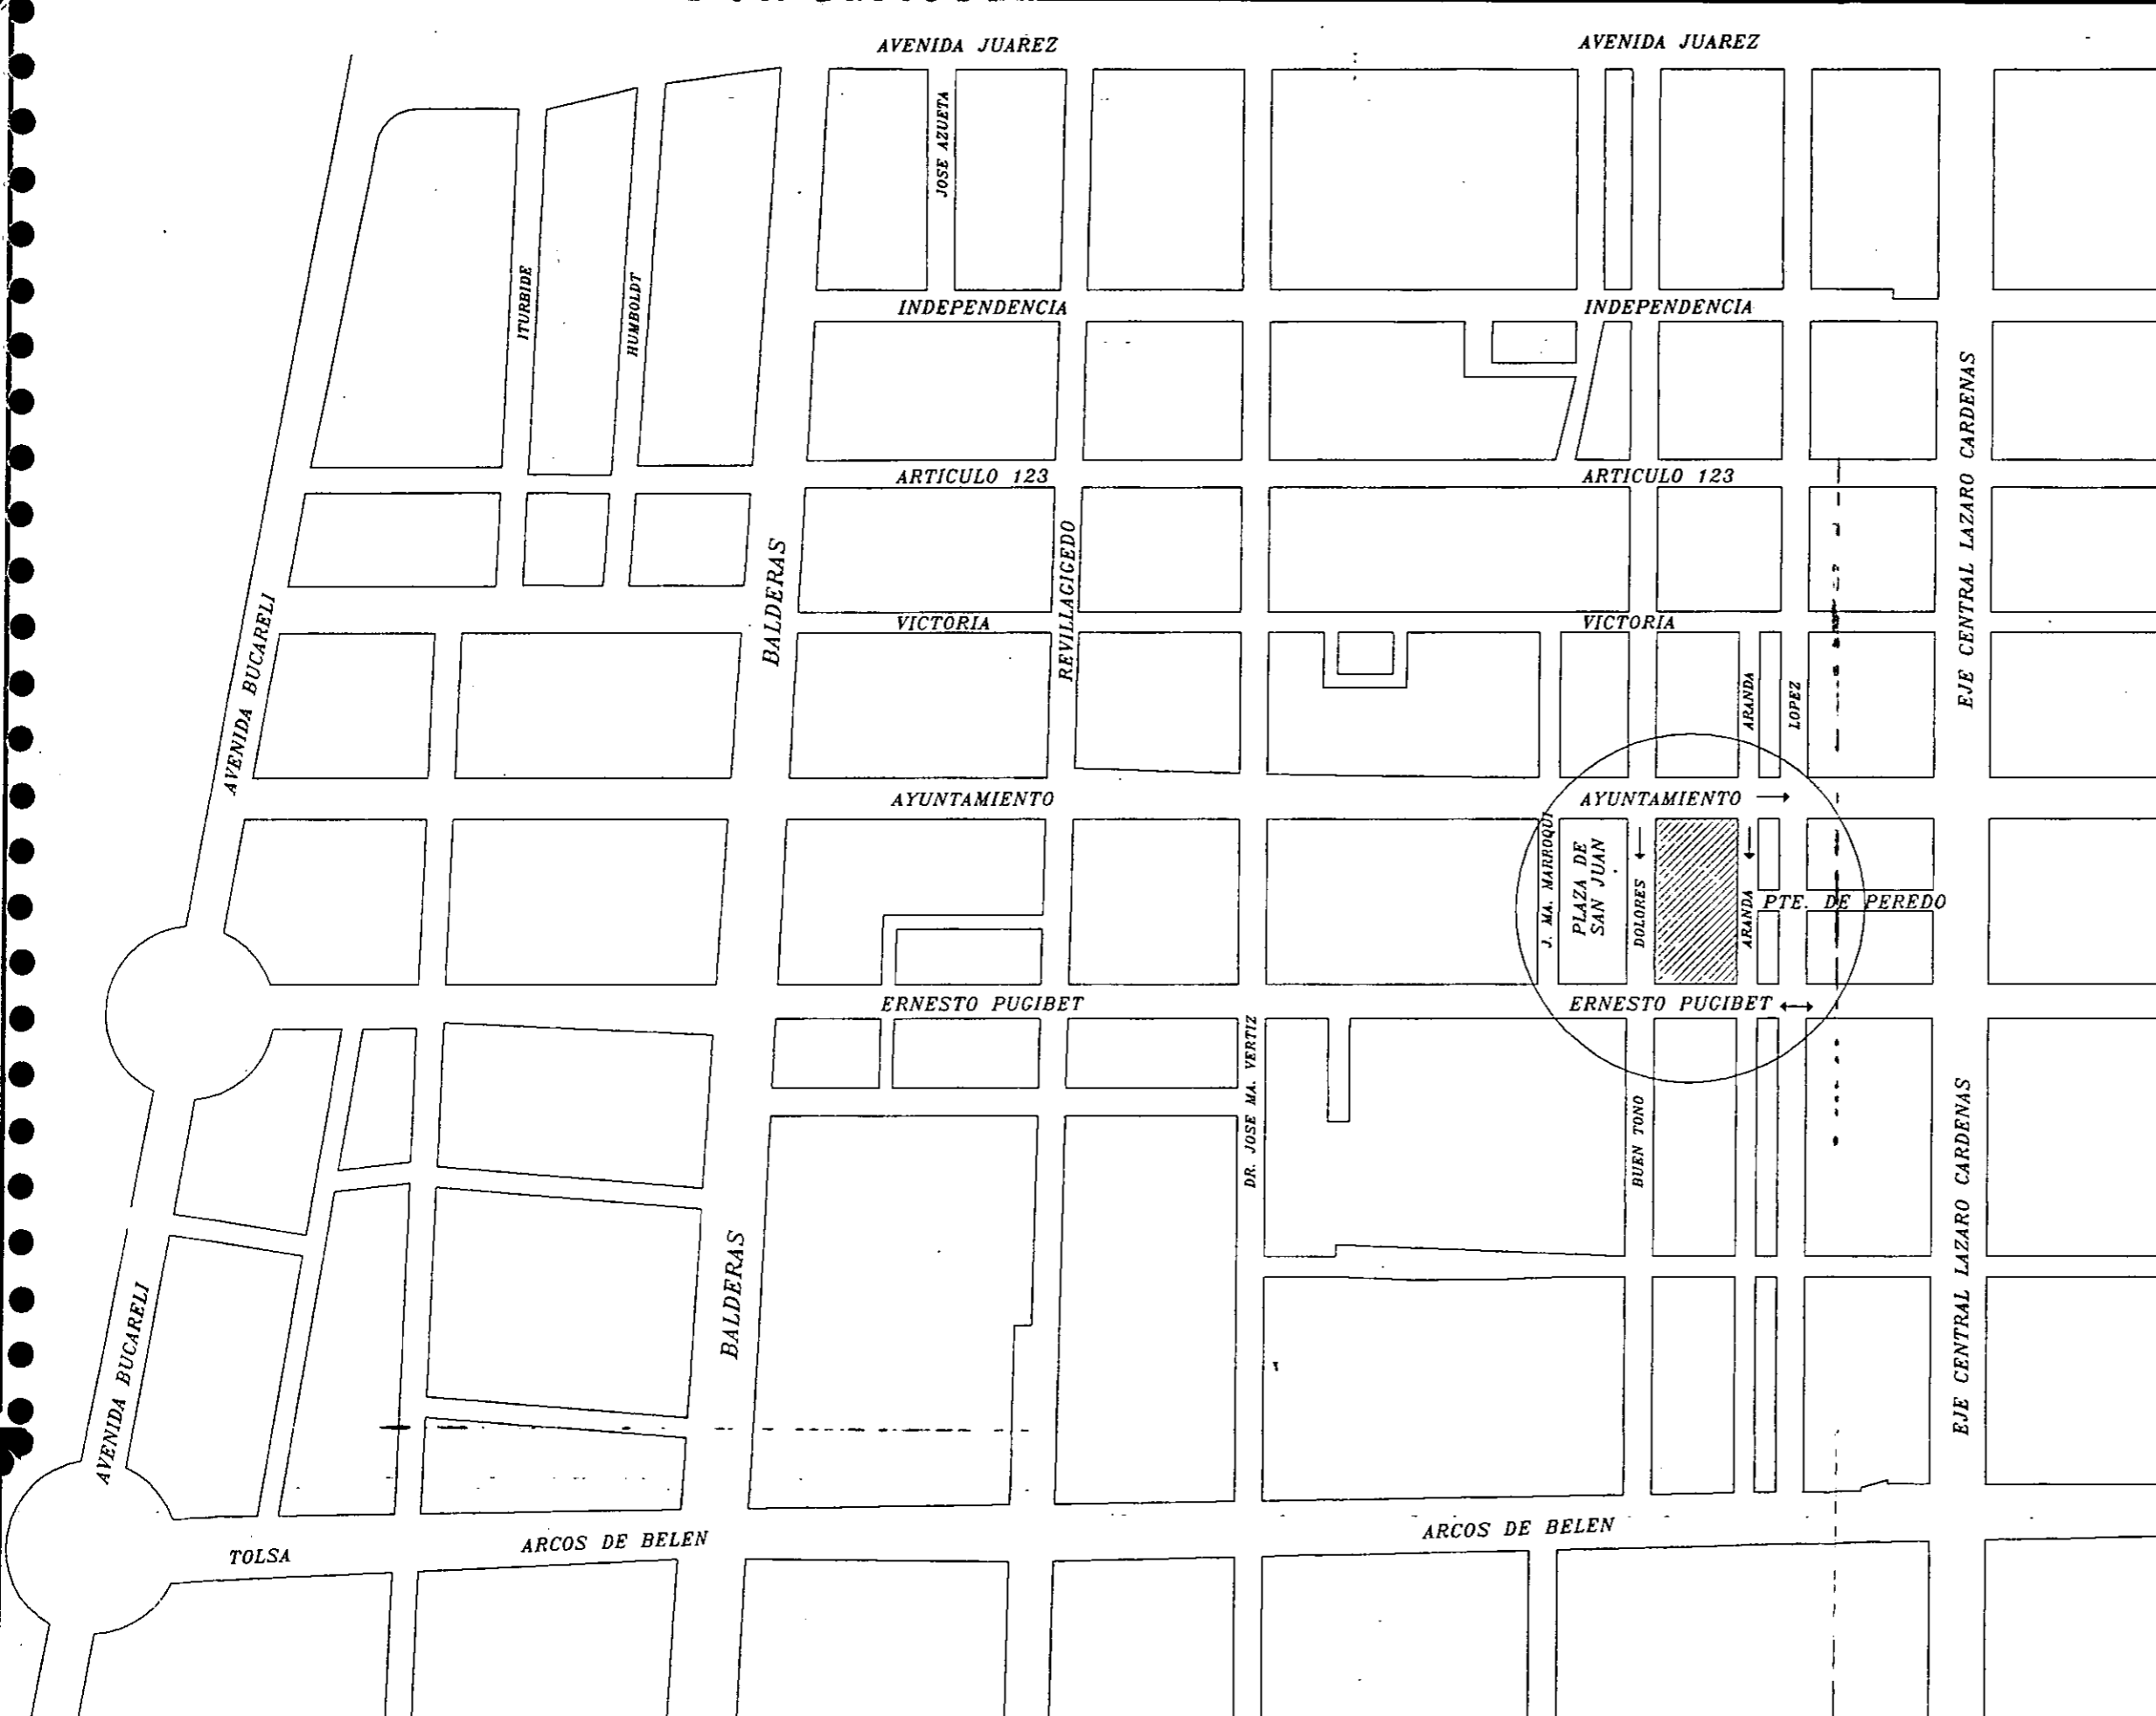 AVENIDA JUAREZ
AVENIDA JUAREZ
JOSE AZUETA
ITURBIDE
HUMBOLDT
INDEPENDENCIA
INDEPENDENCIA
EJE CENTRAL LAZARO CARDENAS
ARTICULO 123
ARTICULO 123
BALDERAS
REVILLAGIGEDO
AVENIDA BUCARELI
VICTORIA
VICTORIA
ARANDA
LOPEZ
AYUNTAMIENTO
AYUNTAMIENTO
J. MA. MARROQUI
PLAZA DE
SAN JUAN
DOLORES
ARANDA
PTE. DE PEREDO
ERNESTO PUGIBET
ERNESTO PUGIBET
DR. JOSE MA. VERTIZ
BUEN TONO
EJE CENTRAL LAZARO CARDENAS
BALDERAS
AVENIDA BUCARELI
TOLSA
ARCOS DE BELEN
ARCOS DE BELEN